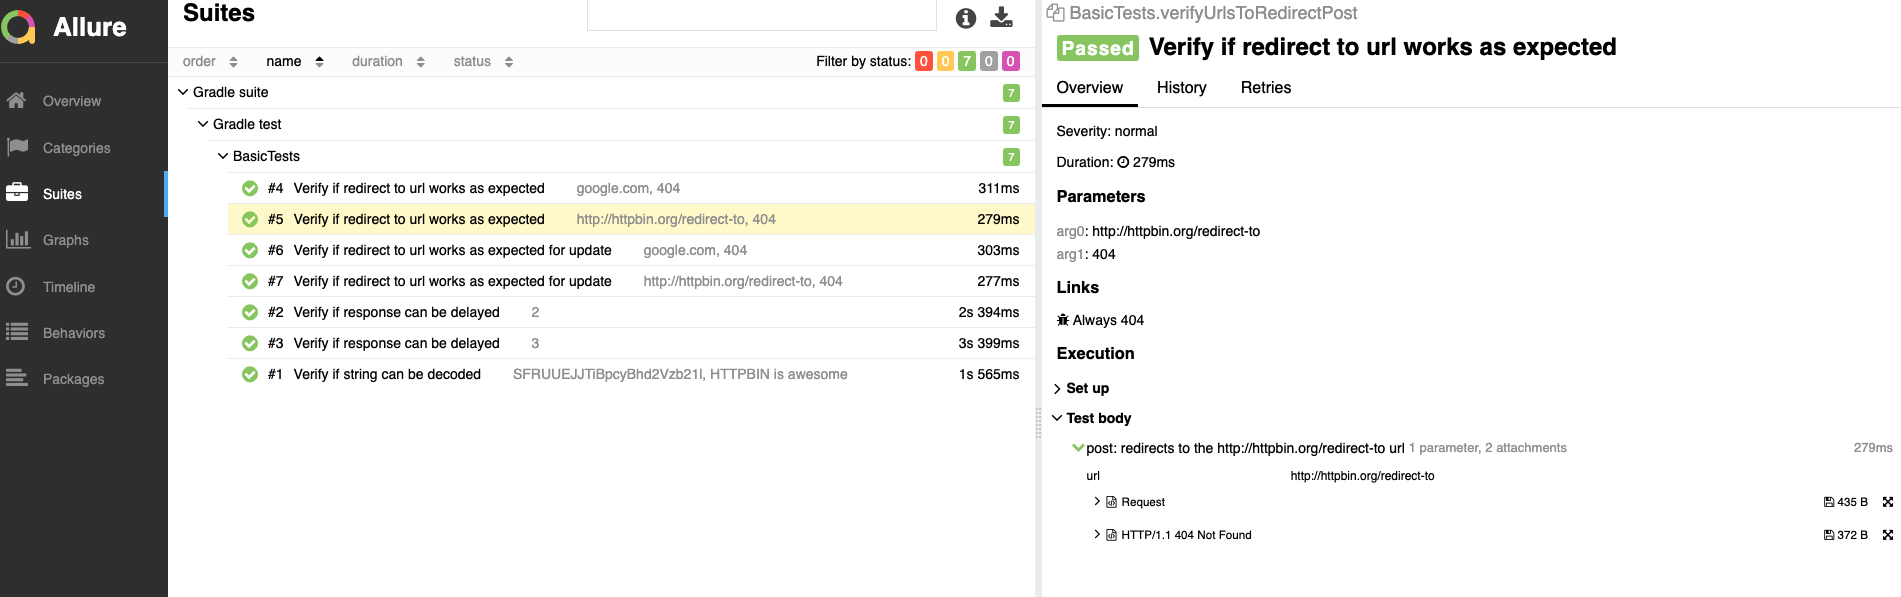 Allure
Overview
Categories
Suites
Graphs
Timeline
Behaviors
Packages
Suites
order name duration status Filter by status: 0 0 7 0 0
Gradle suite 7
Gradle test 7
BasicTests 7
#4 Verify if redirect to url works as expected google.com, 404 311ms
#5 Verify if redirect to url works as expected http://httpbin.org/redirect-to, 404 279ms
#6 Verify if redirect to url works as expected for update google.com, 404 303ms
#7 Verify if redirect to url works as expected for update http://httpbin.org/redirect-to, 404 277ms
#2 Verify if response can be delayed 2 2s 394ms
#3 Verify if response can be delayed 3 3s 399ms
#1 Verify if string can be decoded SFRUUEJJTiBpcyBhd2Vzb21l, HTTPBIN is awesome 1s 565ms
BasicTests.verifyUrlsToRedirectPost
Passed Verify if redirect to url works as expected
Overview History Retries
Severity: normal
Duration: 279ms
Parameters
arg0: http://httpbin.org/redirect-to
arg1: 404
Links
Always 404
Execution
Set up
Test body
post: redirects to the http://httpbin.org/redirect-to url 1 parameter, 2 attachments 279ms
url http://httpbin.org/redirect-to
Request 435 B
HTTP/1.1 404 Not Found 372 B